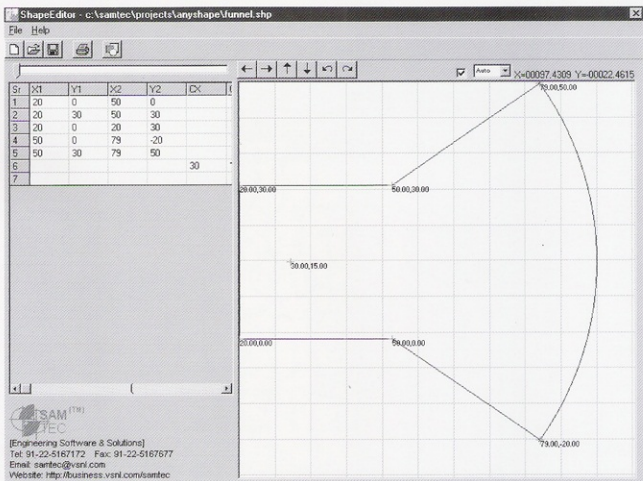 ShapeEditor - c:\samtec\projects\anyshape\funnel.shp
File Help
Auto X=00097.4309 Y=-00022.4615
Sr X1 Y1 X2 Y2 CX
1 20 0 50 0
2 20 30 50 30
3 20 0 20 30
4 50 0 79 -20
5 50 30 79 50
6 30
7
79.00,50.00
20.00,30.00 50.00,30.00
30.00,15.00
20.00,0.00 50.00,0.00
79.00,-20.00
SAM (TM)
TEC
[Engineering Software & Solutions]
Tel: 91-22-5167172 Fax: 91-22-5167677
Email: samtec@vsnl.com
Website: http://business.vsnl.com/samtec